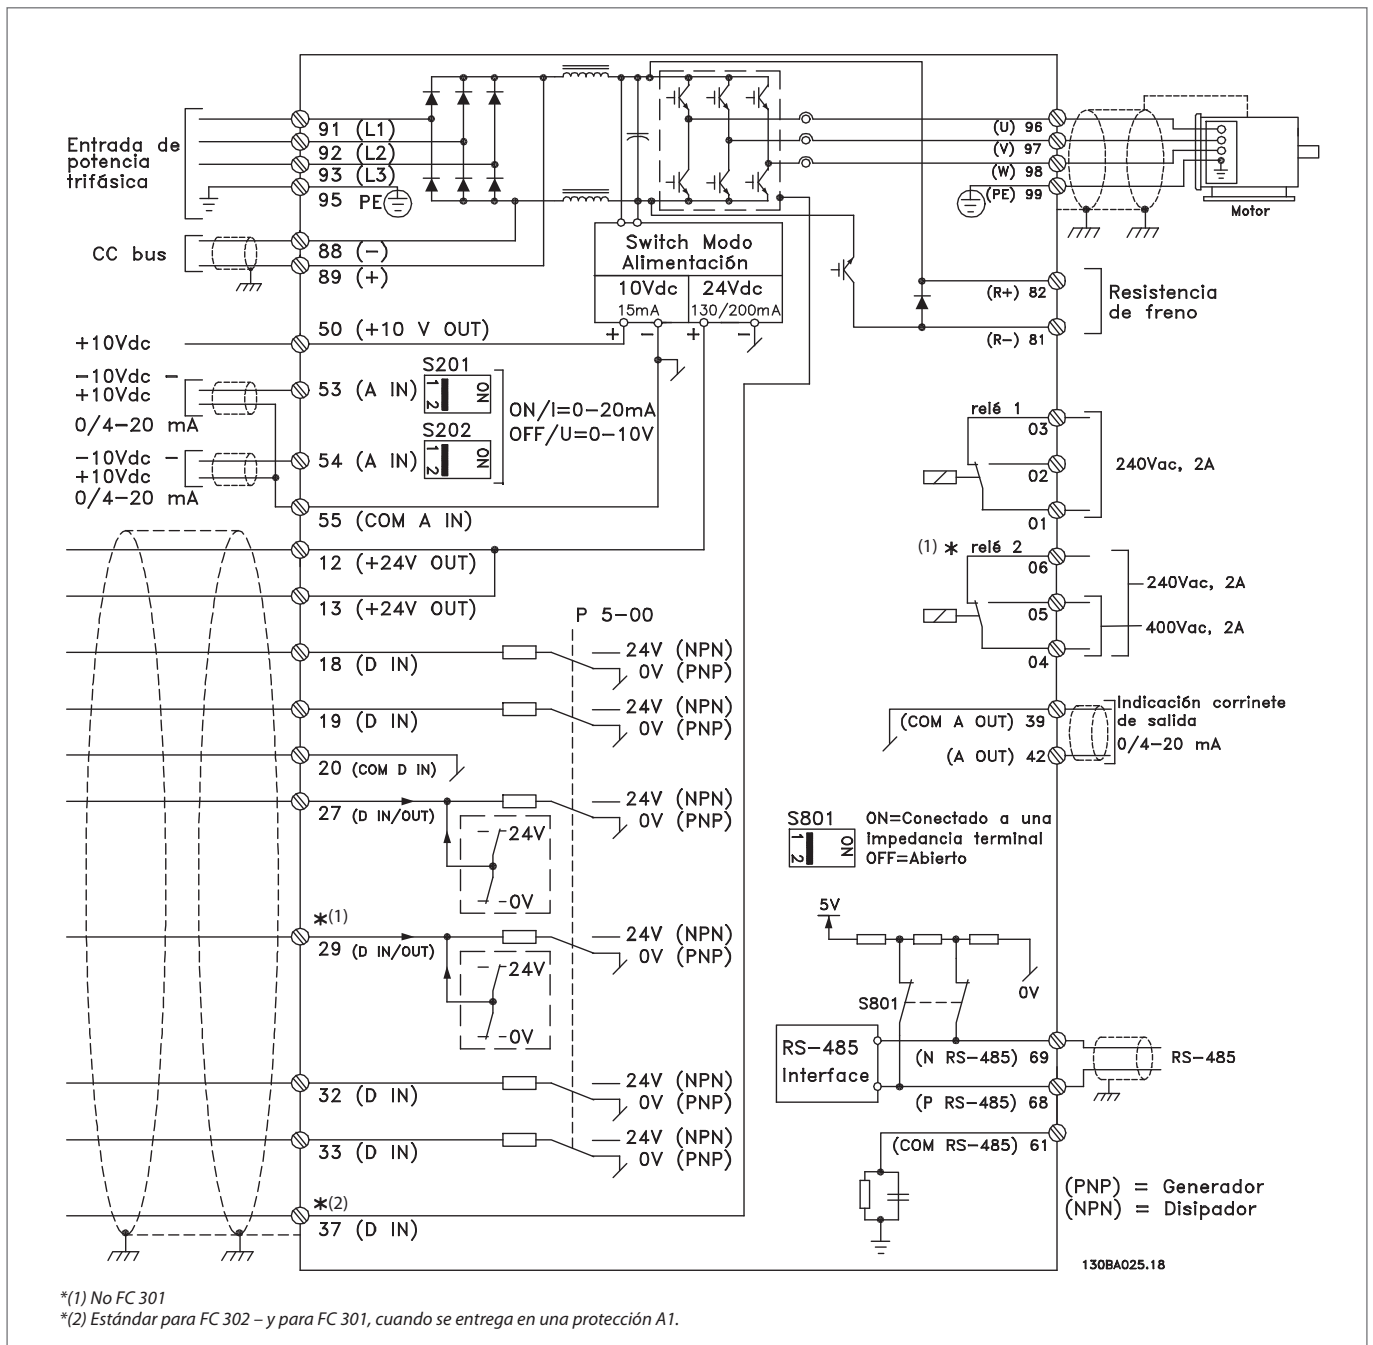 Entrada de
potencia
trifásica
91 (L1)
92 (L2)
93 (L3)
95 PE
CC bus
88 (−)
89 (+)
Switch Modo
Alimentación
10Vdc
15mA
24Vdc
130/200mA
+ − + −
(U) 96
(V) 97
(W) 98
(PE) 99
Motor
(R+) 82
(R−) 81
Resistencia
de freno
+10Vdc
50 (+10 V OUT)
−10Vdc −
+10Vdc
0/4−20 mA
53 (A IN)
S201
1 2
ON
−10Vdc −
+10Vdc
0/4−20 mA
54 (A IN)
S202
1 2
ON
ON/I=0−20mA
OFF/U=0−10V
55 (COM A IN)
12 (+24V OUT)
13 (+24V OUT)
P 5-00
18 (D IN)
24V (NPN)
0V (PNP)
19 (D IN)
24V (NPN)
0V (PNP)
20 (COM D IN)
27 (D IN/OUT)
24V (NPN)
0V (PNP)
24V
0V
*(1)
29 (D IN/OUT)
24V (NPN)
0V (PNP)
24V
0V
32 (D IN)
24V (NPN)
0V (PNP)
33 (D IN)
24V (NPN)
0V (PNP)
*(2)
37 (D IN)
relé 1
03
02
01
240Vac, 2A
(1) * relé 2
06
05
04
240Vac, 2A
400Vac, 2A
(COM A OUT) 39
(A OUT) 42
Indicación corrinete
de salida
0/4−20 mA
S801
1 2
ON
ON=Conectado a una
impedancia terminal
OFF=Abierto
5V
0V
S801
RS−485
Interface
(N RS−485) 69
(P RS−485) 68
RS−485
(COM RS−485) 61
(PNP) = Generador
(NPN) = Disipador
130BA025.18
*(1) No FC 301
*(2) Estándar para FC 302 – y para FC 301, cuando se entrega en una protección A1.